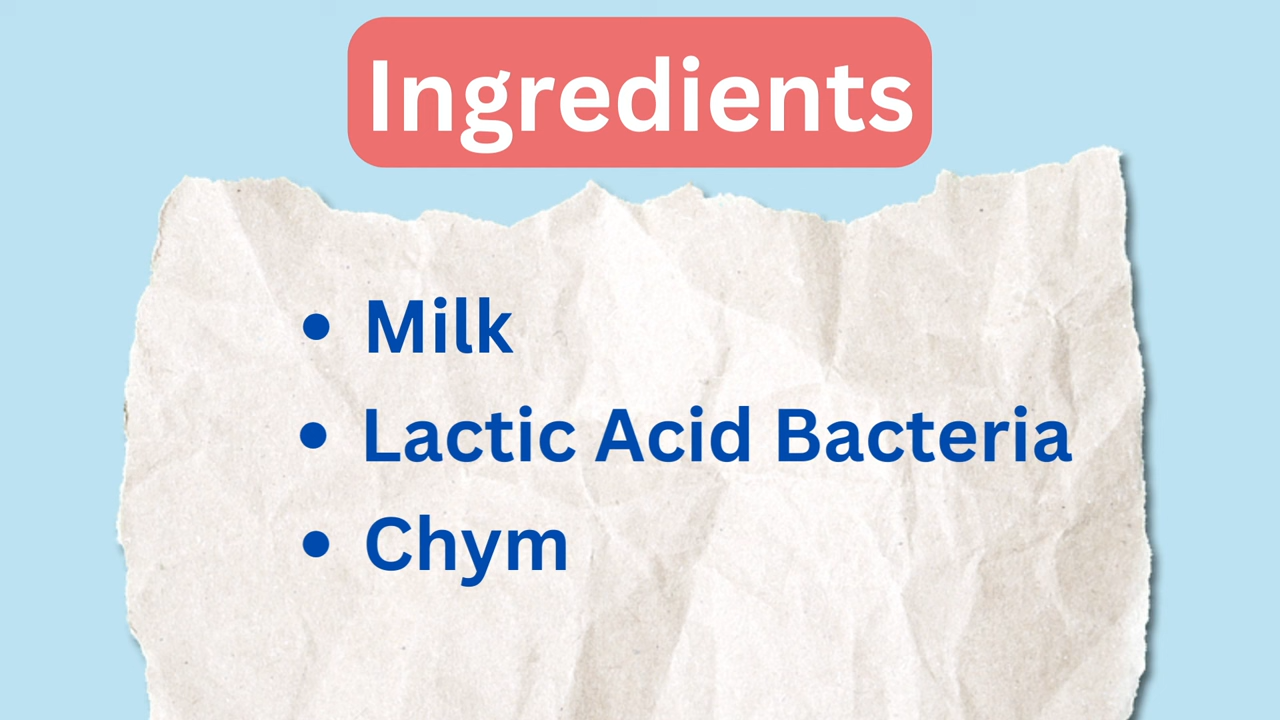 Ingredients
• Milk
• Lactic Acid Bacteria
• Chym